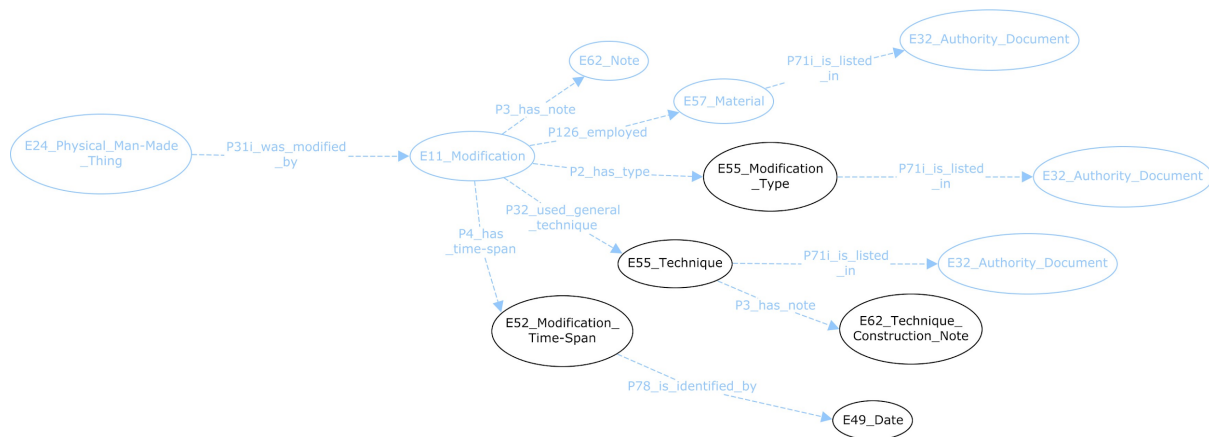 E32_Authority_Document
P71i_is_listed
_in
E62_Note
E57_Material
P3_has_note
P126_employed
E24_Physical_Man-Made
_Thing
P31i_was_modified
_by
E11_Modification
P2_has_type
E55_Modification
_Type
P71i_is_listed
_in
E32_Authority_Document
P32_used_general
_technique
P4_has
_time-span
E55_Technique
P71i_is_listed
_in
E32_Authority_Document
P3_has_note
E52_Modification_
Time-Span
E62_Technique_
Construction_Note
P78_is_identified_by
E49_Date